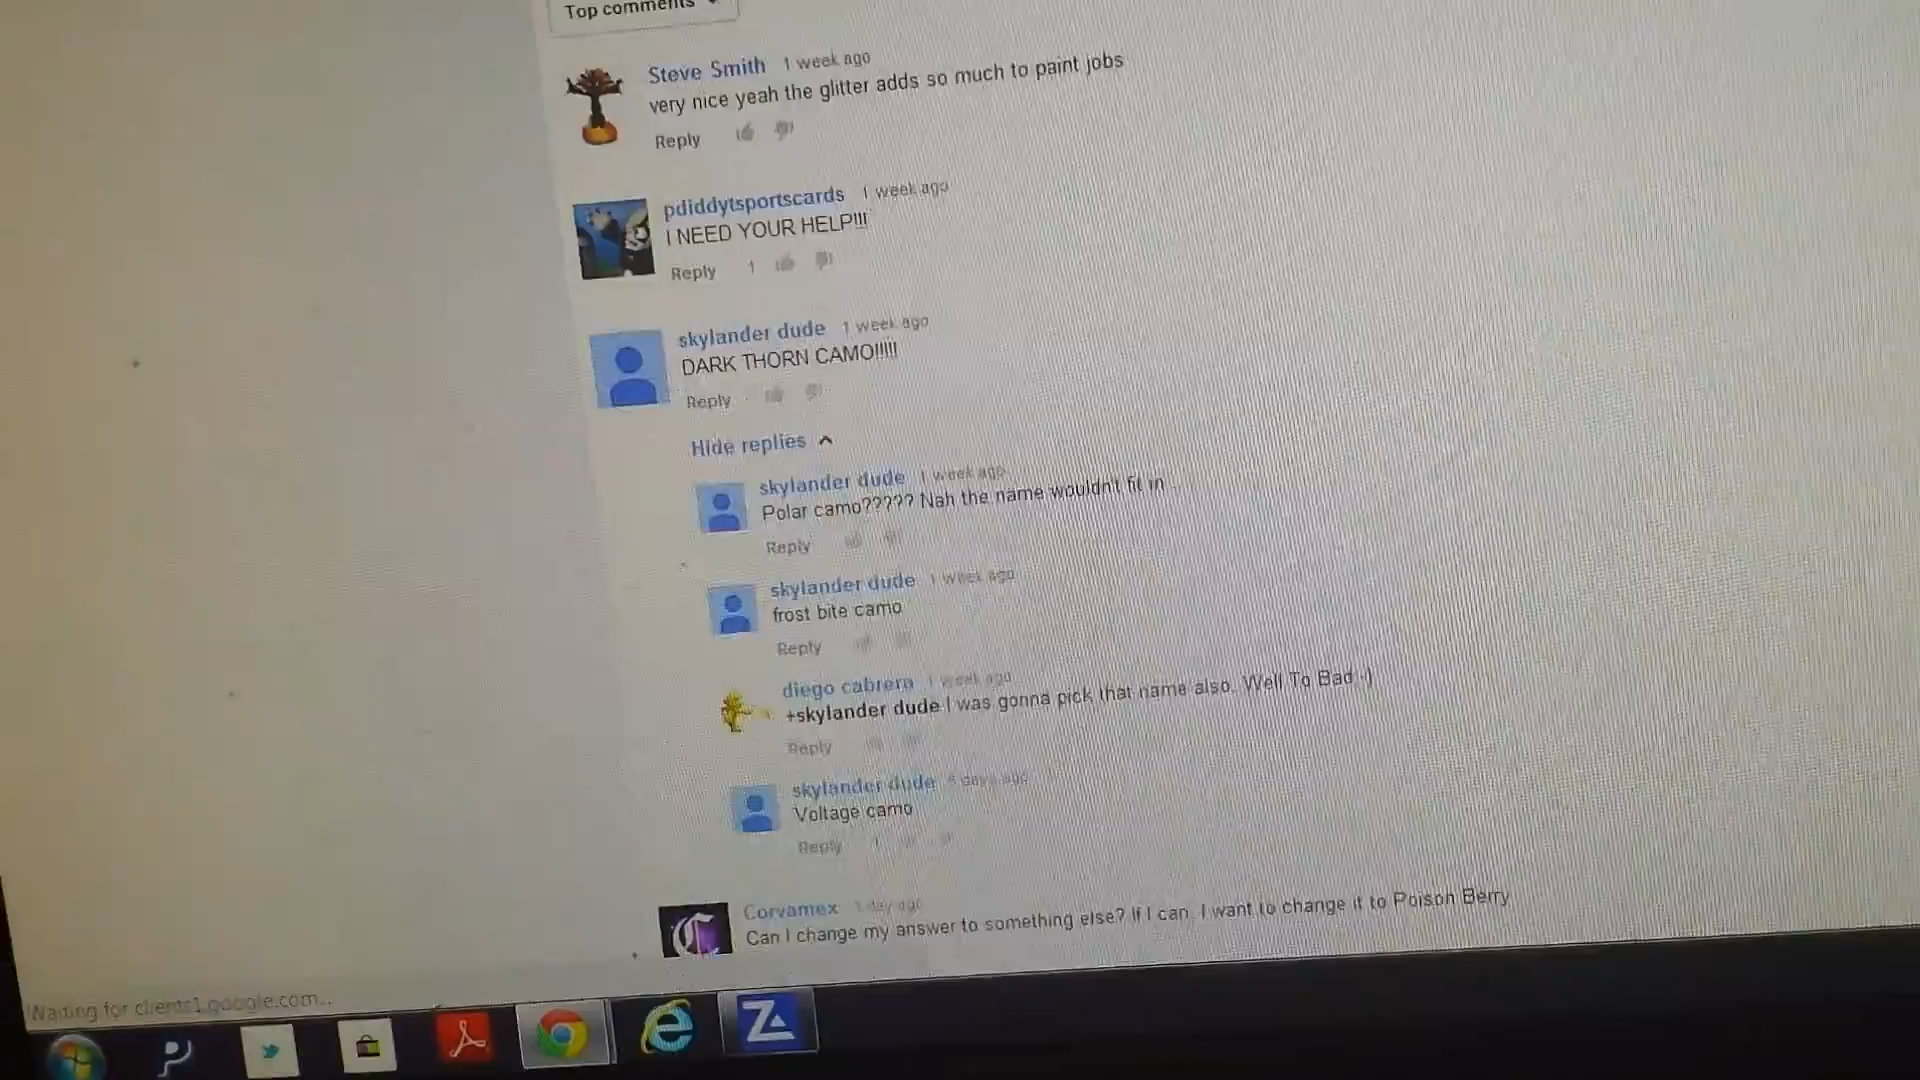 Top comments
Steve Smith 1 week ago
very nice yeah the glitter adds so much to paint jobs
Reply
pdiddytsportscards 1 week ago
I NEED YOUR HELP!!!
Reply 1
skylander dude 1 week ago
DARK THORN CAMO!!!!!
Reply
Hide replies
skylander dude 1 week ago
Polar camo????? Nah the name wouldn't fit in
Reply
skylander dude 1 week ago
frost bite camo
Reply
diego cabrera 1 week ago
+skylander dude I was gonna pick that name also. Well To Bad :-)
Reply
skylander dude days ago
Voltage camo
Reply 1
Corvamex 1 day ago
Can I change my answer to something else? If I can, I want to change it to Poison Berry
Waiting for clients1.google.com...